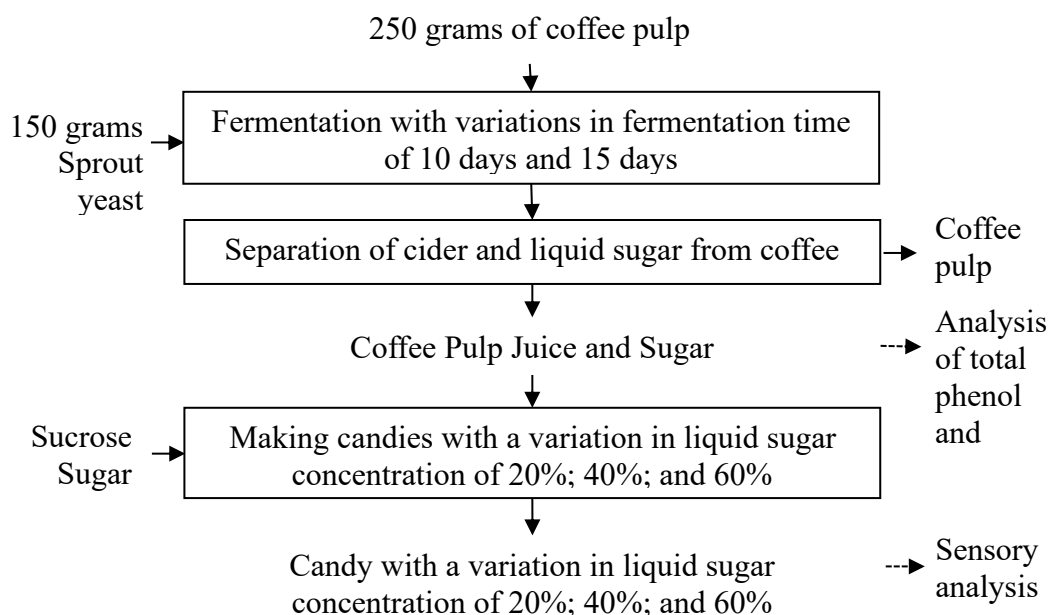 250 grams of coffee pulp
150 grams
Sprout
yeast
Fermentation with variations in fermentation time
of 10 days and 15 days
Separation of cider and liquid sugar from coffee
Coffee
pulp
Coffee Pulp Juice and Sugar
Analysis
of total
phenol
and
Sucrose
Sugar
Making candies with a variation in liquid sugar
concentration of 20%; 40%; and 60%
Candy with a variation in liquid sugar
concentration of 20%; 40%; and 60%
Sensory
analysis